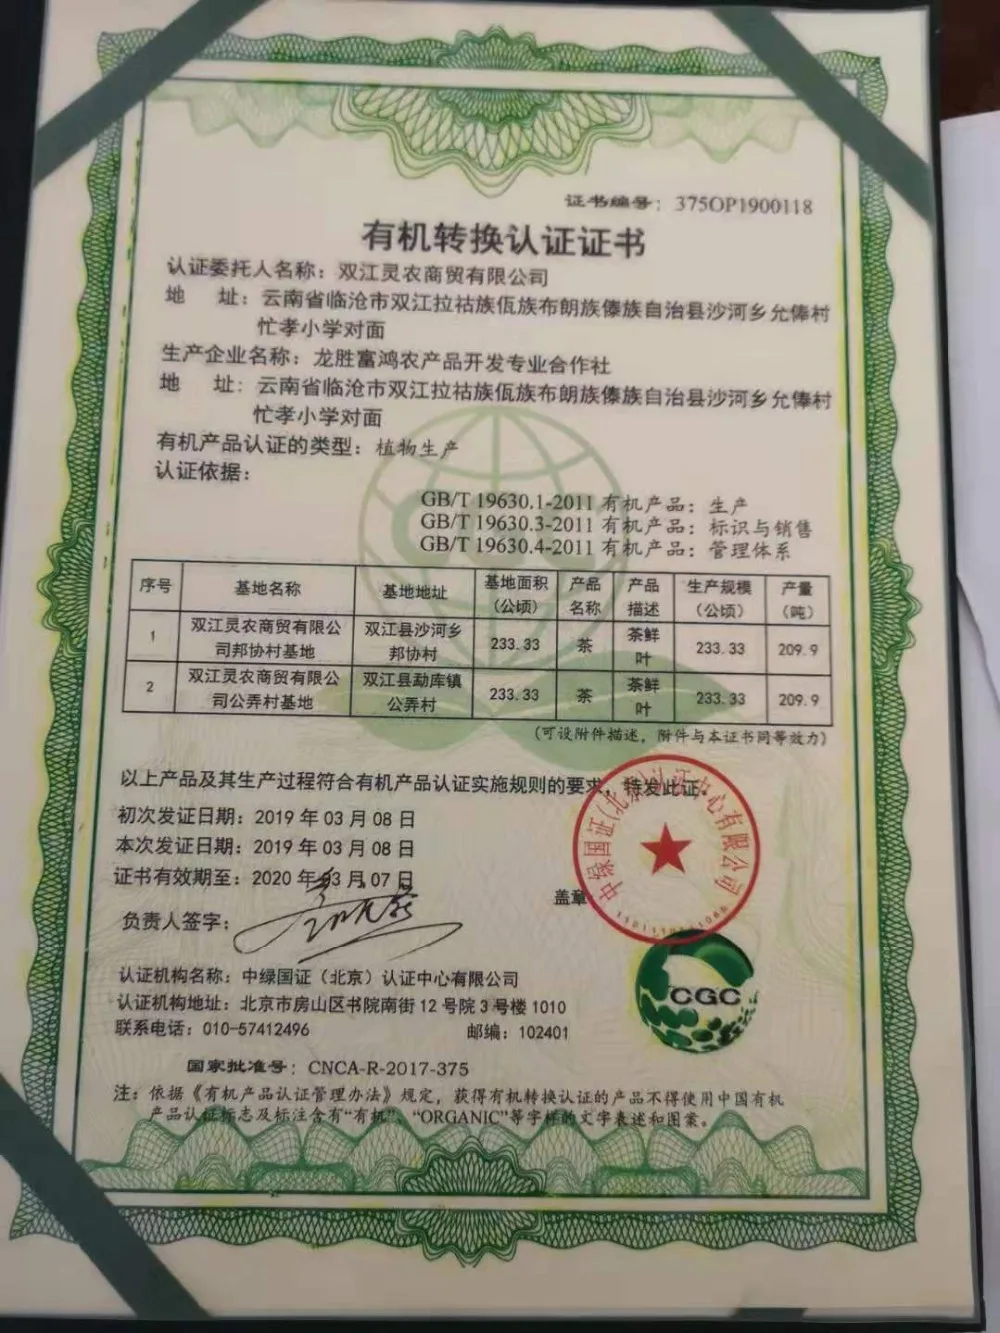 证书编号：375OP1900118
有机转换认证证书
认证委托人名称：双江灵农商贸有限公司
地 址：云南省临沧市双江拉祜族佤族布朗族傣族自治县沙河乡允俸村
忙孝小学对面
生产企业名称：龙胜富鸿农产品开发专业合作社
地 址：云南省临沧市双江拉祜族佤族布朗族傣族自治县沙河乡允俸村
忙孝小学对面
有机产品认证的类型：植物生产
认证依据：
GB/T 19630.1-2011 有机产品：生产
GB/T 19630.3-2011 有机产品：标识与销售
GB/T 19630.4-2011 有机产品：管理体系
序号 基地名称 基地地址 基地面积（公顷） 产品名称 产品描述 生产规模（公顷） 产量（吨）
1 双江灵农商贸有限公司邦协村基地 双江县沙河乡邦协村 233.33 茶 茶鲜叶 233.33 209.9
2 双江灵农商贸有限公司公弄村基地 双江县勐库镇公弄村 233.33 茶 茶鲜叶 233.33 209.9
（可设附件描述，附件与本证书同等效力）
以上产品及其生产过程符合有机产品认证实施规则的要求，特发此证。
初次发证日期：2019 年 03 月 08 日
本次发证日期：2019 年 03 月 08 日
证书有效期至：2020 年 03 月 07 日
负责人签字：
盖章
中绿国证（北京）认证中心有限公司
认证机构名称：中绿国证（北京）认证中心有限公司
认证机构地址：北京市房山区书院南街 12 号院 3 号楼 1010
联系电话：010-57412496 邮编：102401
CGC
国家批准号：CNCA-R-2017-375
注：依据《有机产品认证管理办法》规定，获得有机转换认证的产品不得使用中国有机
产品认证标志及标注含有“有机”、“ORGANIC”等字样的文字表述和图案。